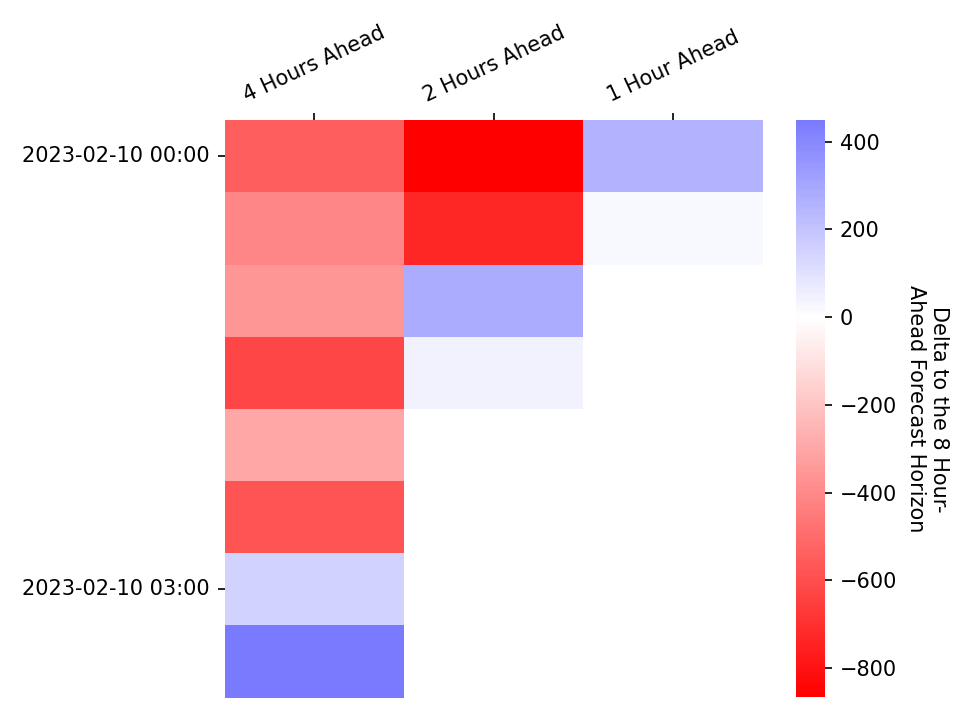 4 Hours Ahead
2 Hours Ahead
1 Hour Ahead
2023-02-10 00:00
2023-02-10 03:00
400
200
0
−200
−400
−600
−800
Delta to the 8 Hour-
Ahead Forecast Horizon